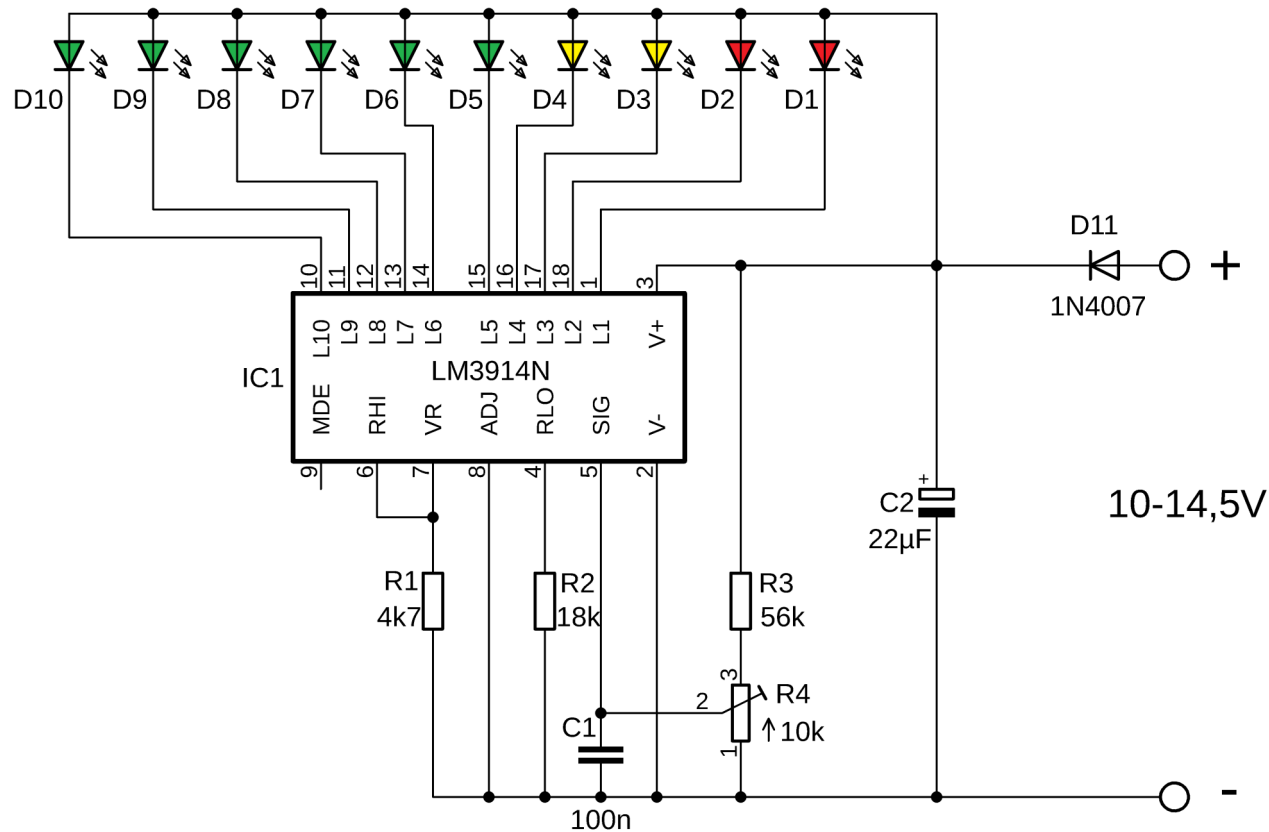 D10 D9 D8 D7 D6 D5 D4 D3 D2 D1
D11
+
1N4007
10 11 12 13 14 15 16 17 18 1 3
L10 L9 L8 L7 L6 L5 L4 L3 L2 L1 V+
IC1
LM3914N
MDE RHI VR ADJ RLO SIG V-
9 6 7 8 4 5 2
+
C2
22µF
10-14,5V
R1
4k7
R2
18k
R3
56k
3
2
R4
10k
1
C1
100n
-